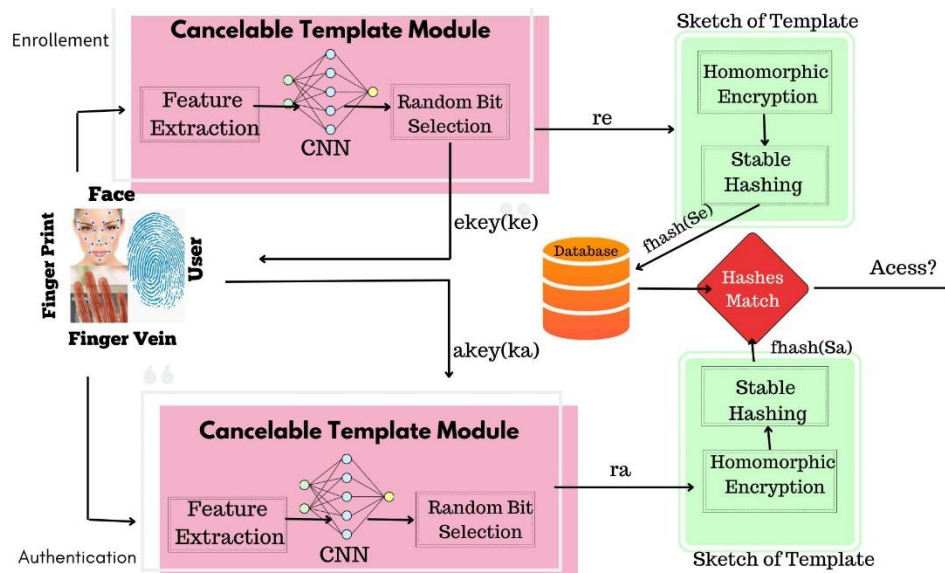 Enrollement
Cancelable Template Module
Feature
Extraction
CNN
Random Bit
Selection
re
Sketch of Template
Homomorphic
Encryption
Stable
Hashing
fhash(Se)
Face
Finger Print
User
Finger Vein
ekey(ke)
akey(ka)
Database
Hashes
Match
Acess?
fhash(Sa)
Stable
Hashing
Homomorphic
Encryption
Sketch of Template
Cancelable Template Module
Feature
Extraction
CNN
Random Bit
Selection
ra
Authentication